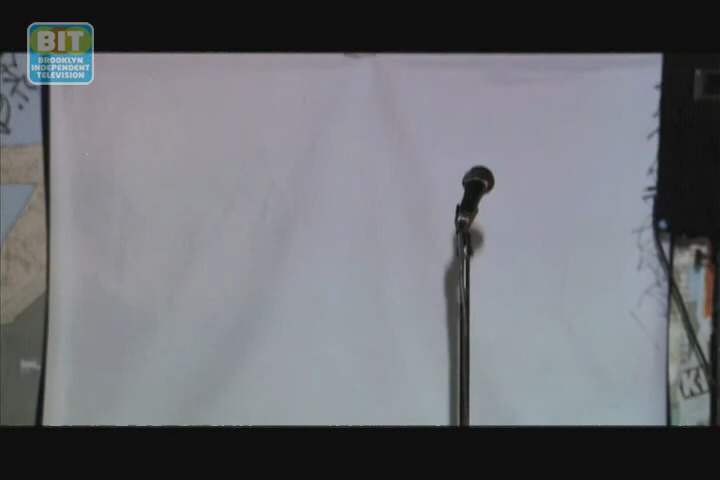 BIT
BROOKLYN
INDEPENDENT
TELEVISION
K